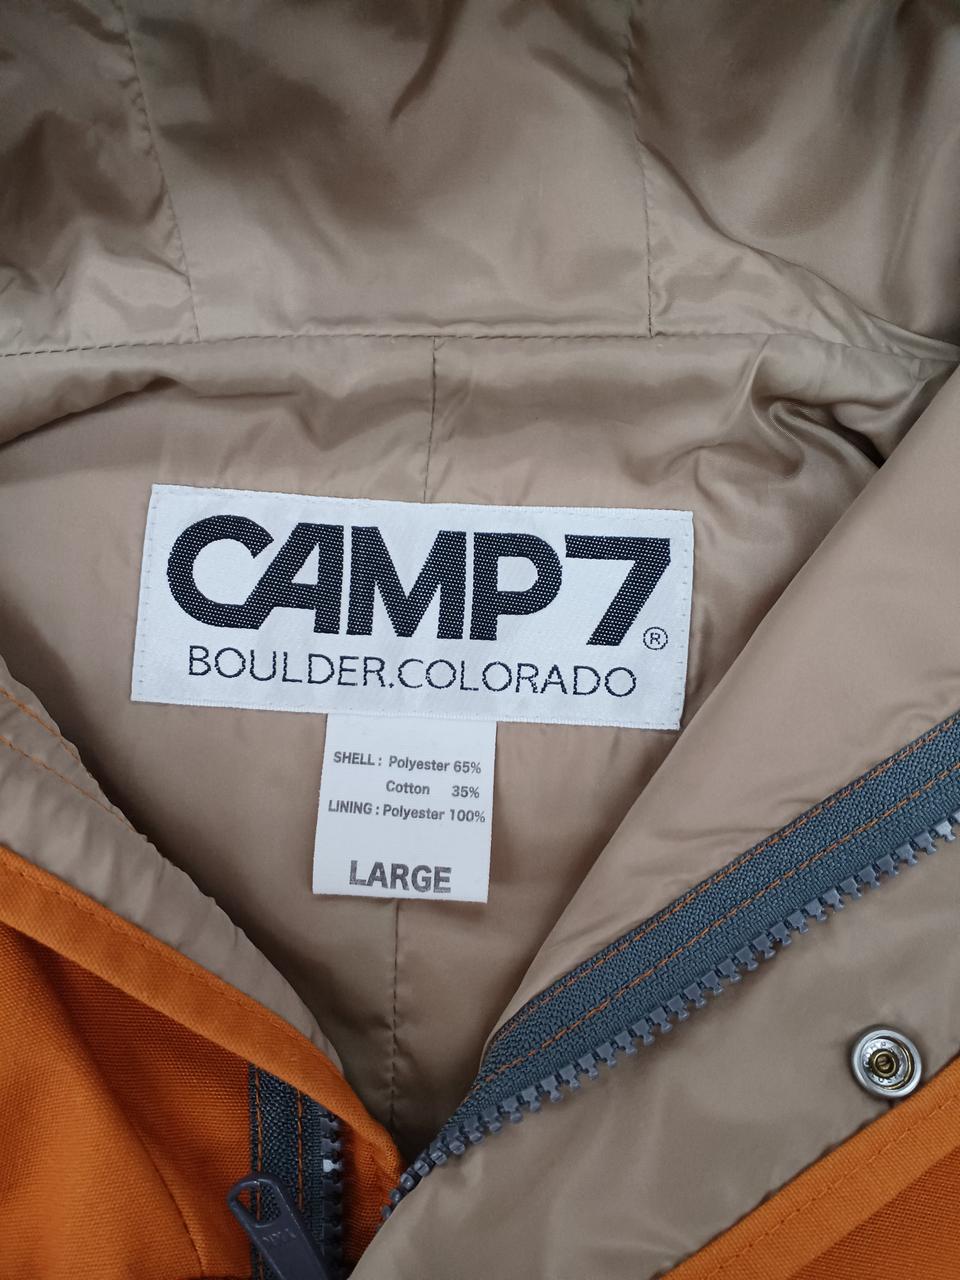 CAMP7
®
BOULDER.COLORADO
SHELL : Polyester 65%
Cotton 35%
LINING : Polyester 100%
LARGE